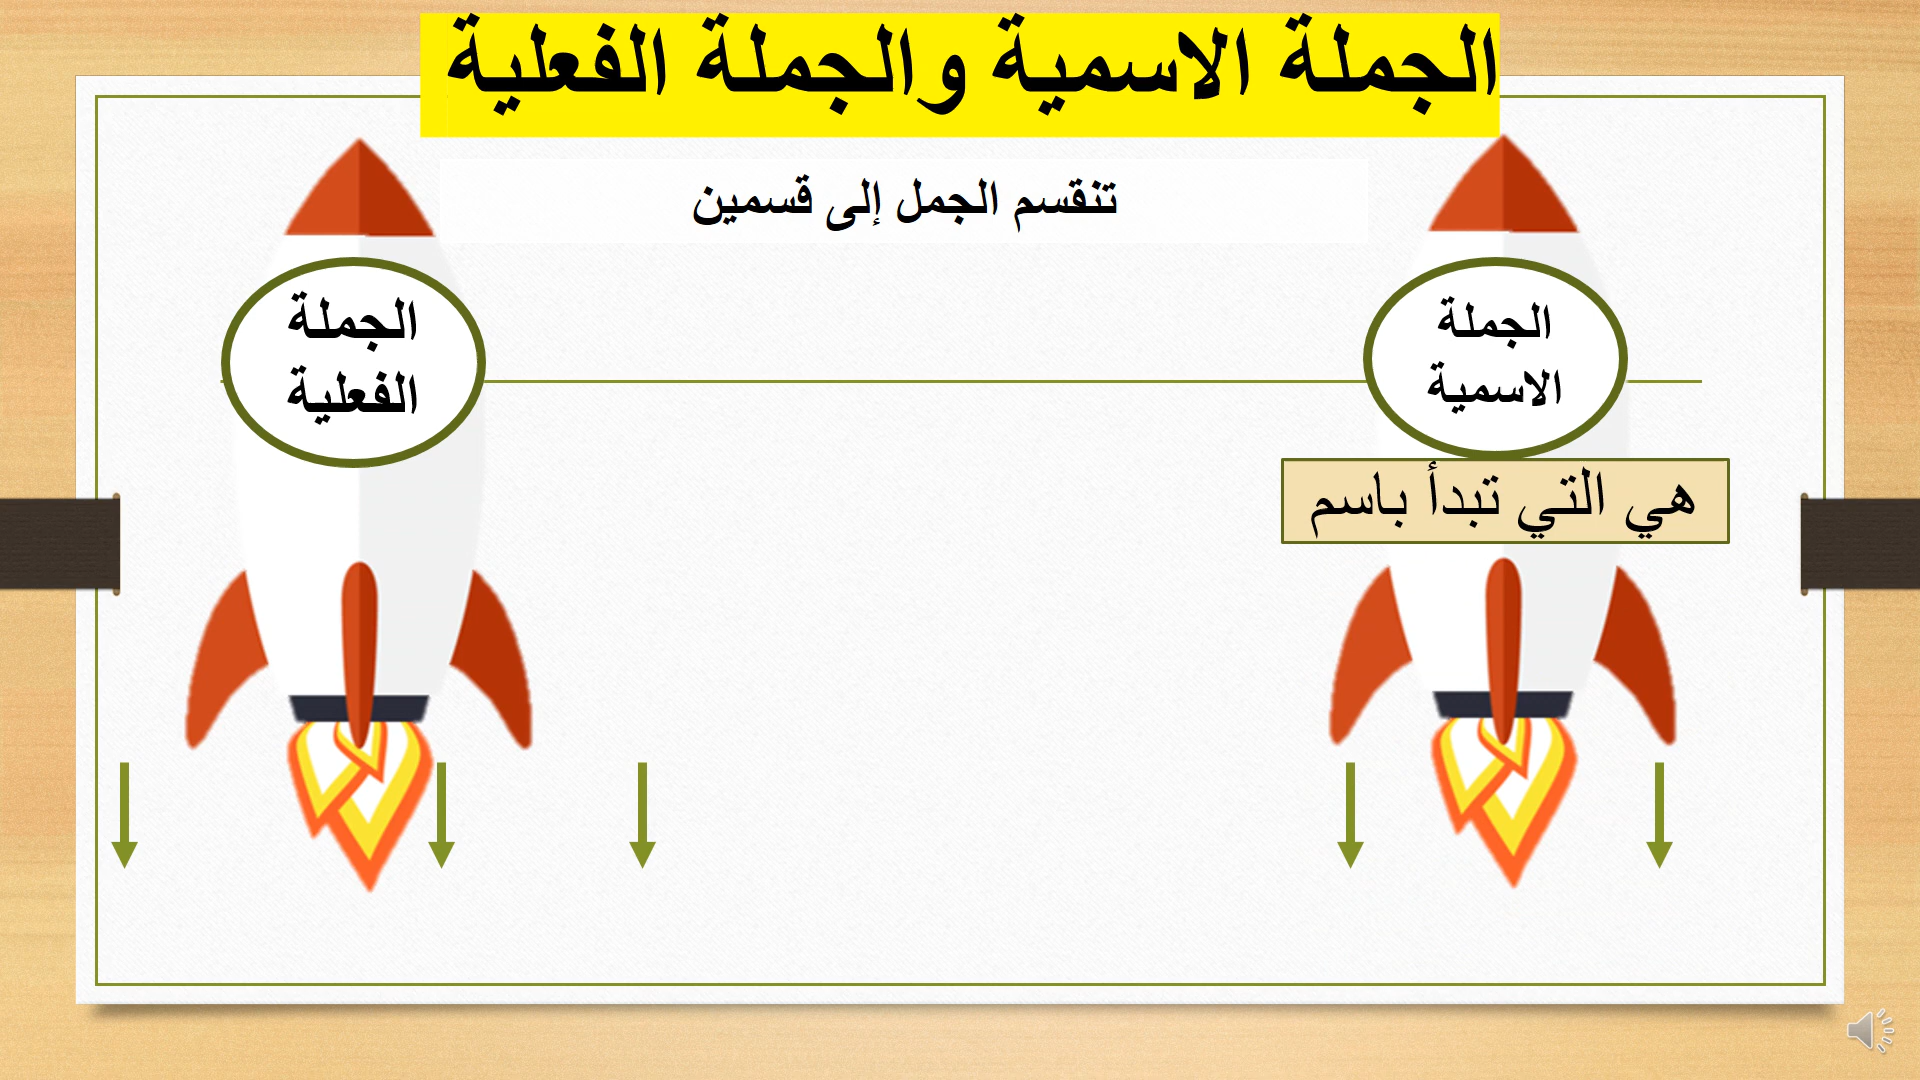 الجملة الاسمية والجملة الفعلية
تنقسم الجمل إلى قسمين
الجملة
الاسمية
هي التي تبدأ باسم
الجملة
الفعلية